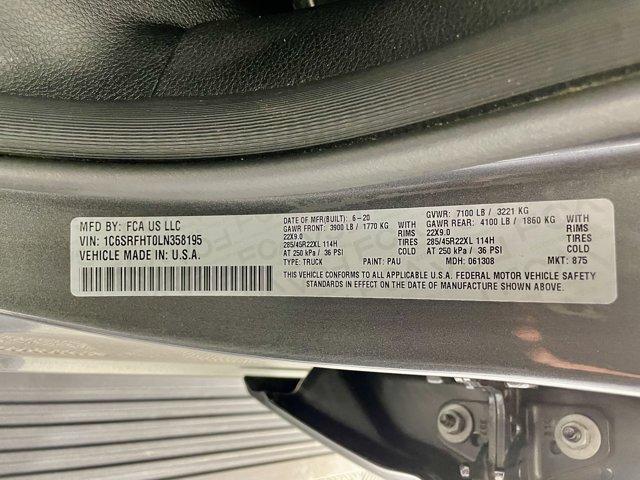 MFD BY: FCA US LLC
VIN: 1C6SRFHT0LN358195
VEHICLE MADE IN: U.S.A.
DATE OF MFR(BUILT): 6-20 GVWR: 7100 LB / 3221 KG
GAWR FRONT: 3900 LB / 1770 KG WITH GAWR REAR: 4100 LB / 1860 KG WITH
22X9.0 RIMS 22X9.0 RIMS
285/45R22XL 114H TIRES 285/45R22XL 114H TIRES
AT 250 kPa / 36 PSI COLD AT 250 kPa / 36 PSI COLD
TYPE: TRUCK PAINT: PAU MDH: 061308 MKT: 875
THIS VEHICLE CONFORMS TO ALL APPLICABLE U.S.A. FEDERAL MOTOR VEHICLE SAFETY
STANDARDS IN EFFECT ON THE DATE OF MANUFACTURE SHOWN ABOVE.